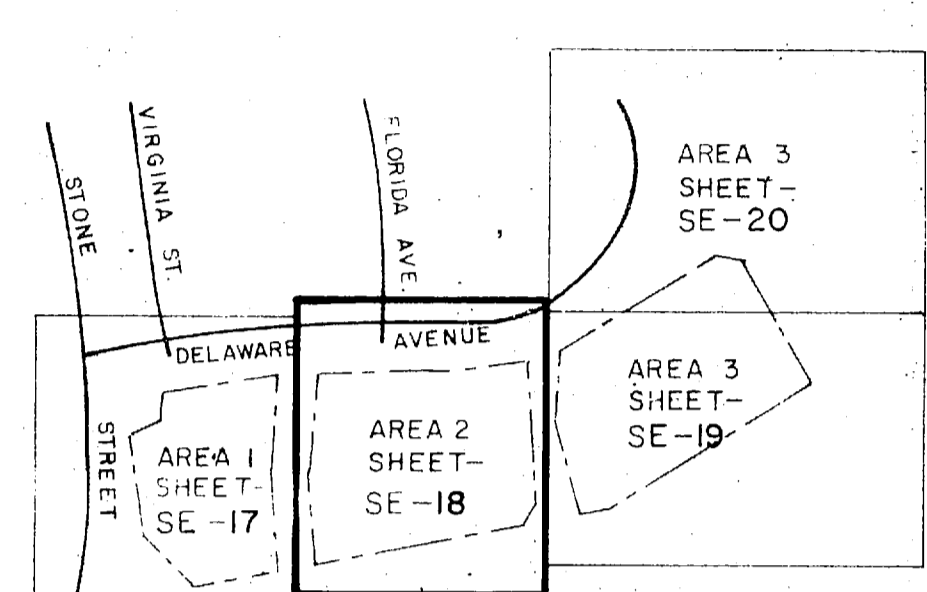 STONE
STREET
VIRGINIA ST.
FLORIDA AVE.
AREA 3
SHEET-
SE-20
DELAWARE AVENUE
AREA 1
SHEET-
SE-17
AREA 2
SHEET-
SE-18
AREA 3
SHEET-
SE-19